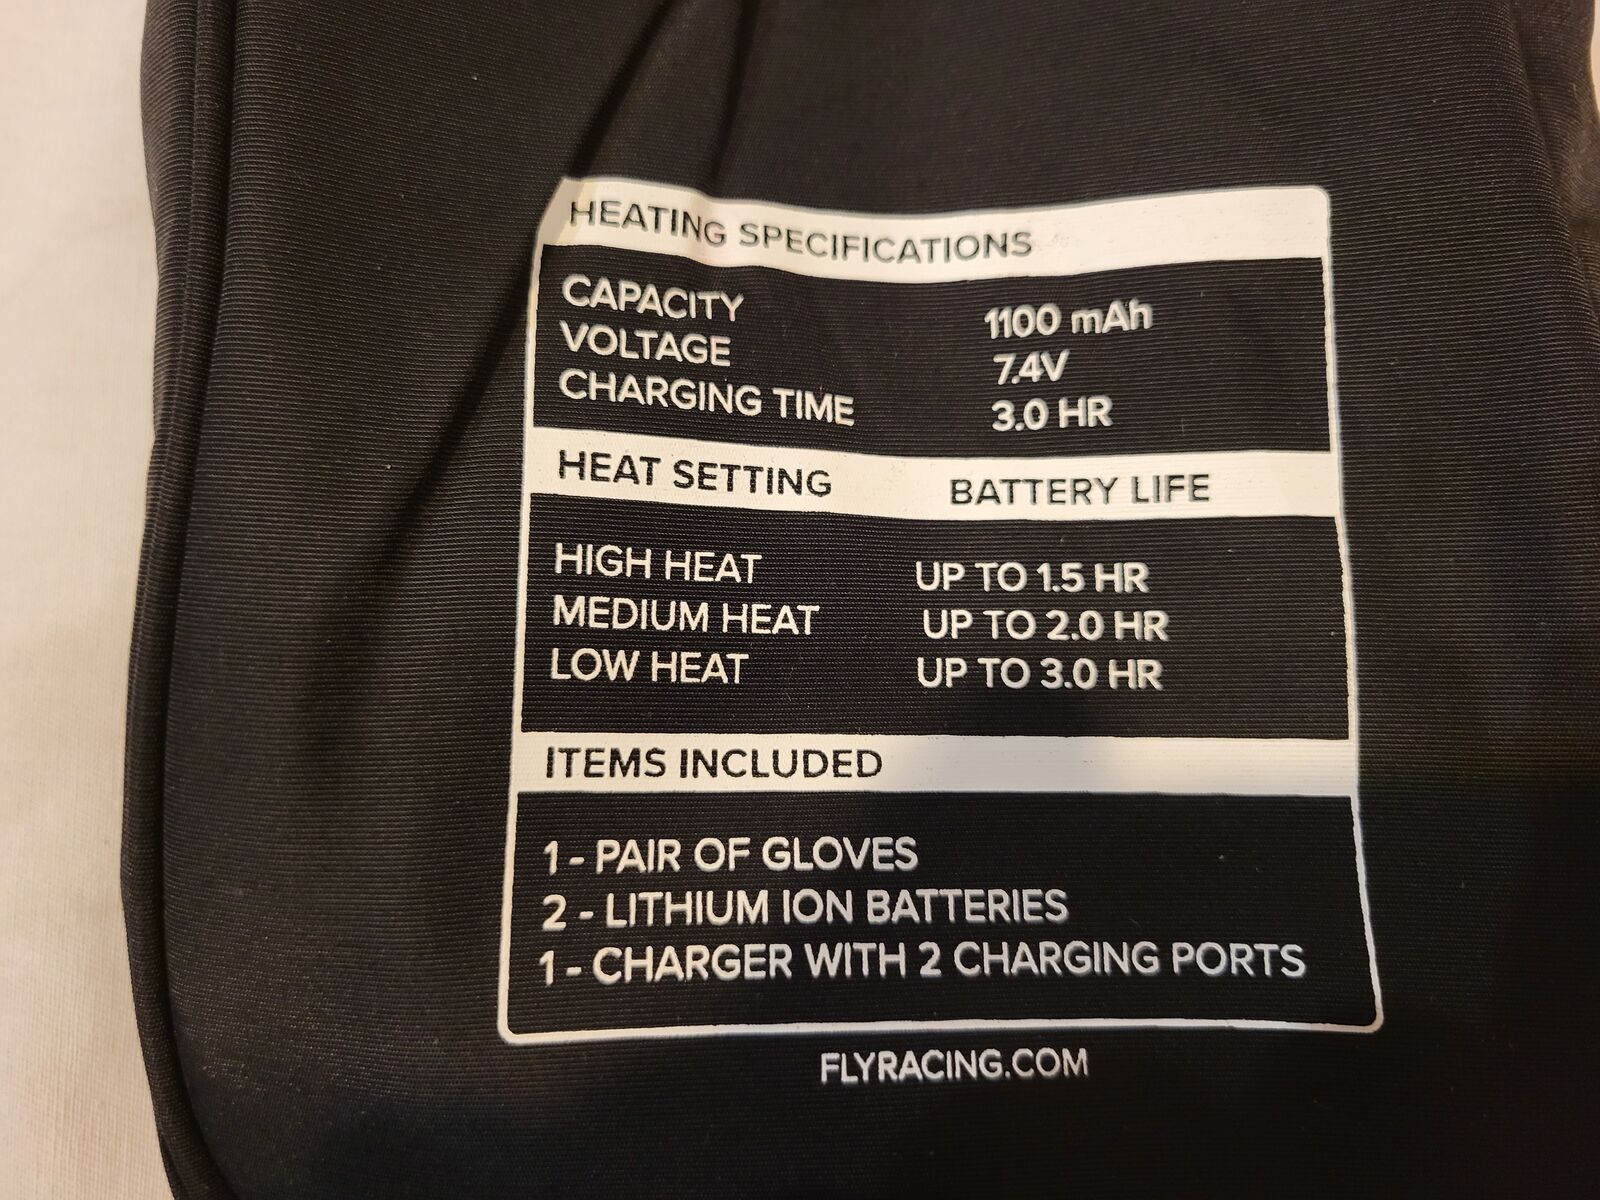 HEATING SPECIFICATIONS
CAPACITY 1100 mAh
VOLTAGE 7.4V
CHARGING TIME 3.0 HR
HEAT SETTING BATTERY LIFE
HIGH HEAT UP TO 1.5 HR
MEDIUM HEAT UP TO 2.0 HR
LOW HEAT UP TO 3.0 HR
ITEMS INCLUDED
1 - PAIR OF GLOVES
2 - LITHIUM ION BATTERIES
1 - CHARGER WITH 2 CHARGING PORTS
FLYRACING.COM